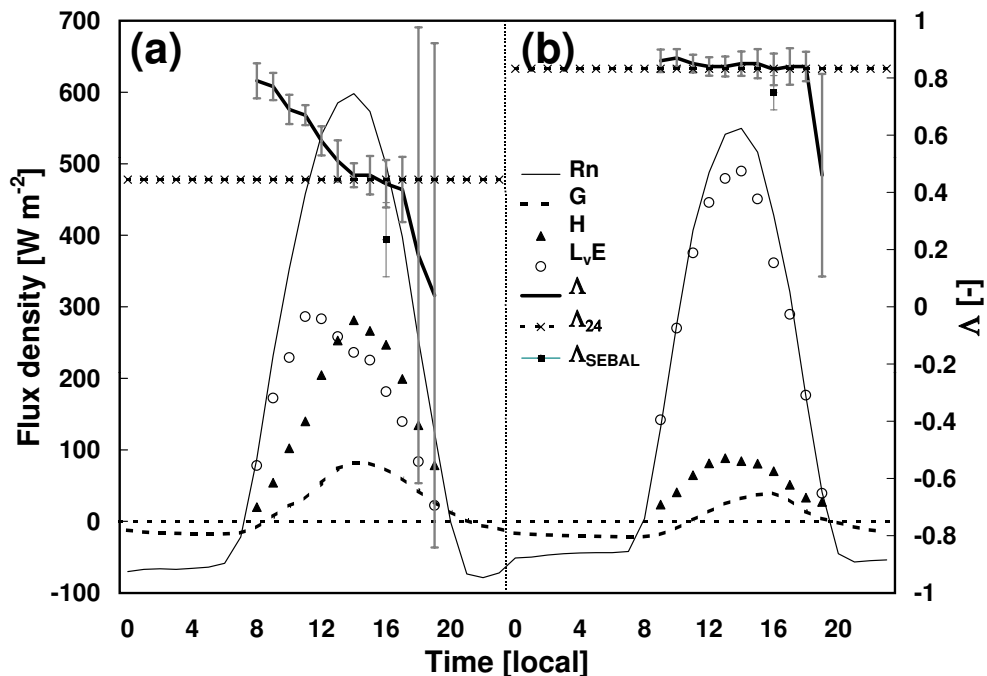 (a)
(b)
Flux density [W m⁻²]
700
600
500
400
300
200
100
0
-100
1
0.8
0.6
0.4
0.2
0
-0.2
-0.4
-0.6
-0.8
-1
Λ [-]
Rn
G
H
LᵥE
Λ
Λ₂₄
Λ_SEBAL
0 4 8 12 16 20 0 4 8 12 16 20
Time [local]